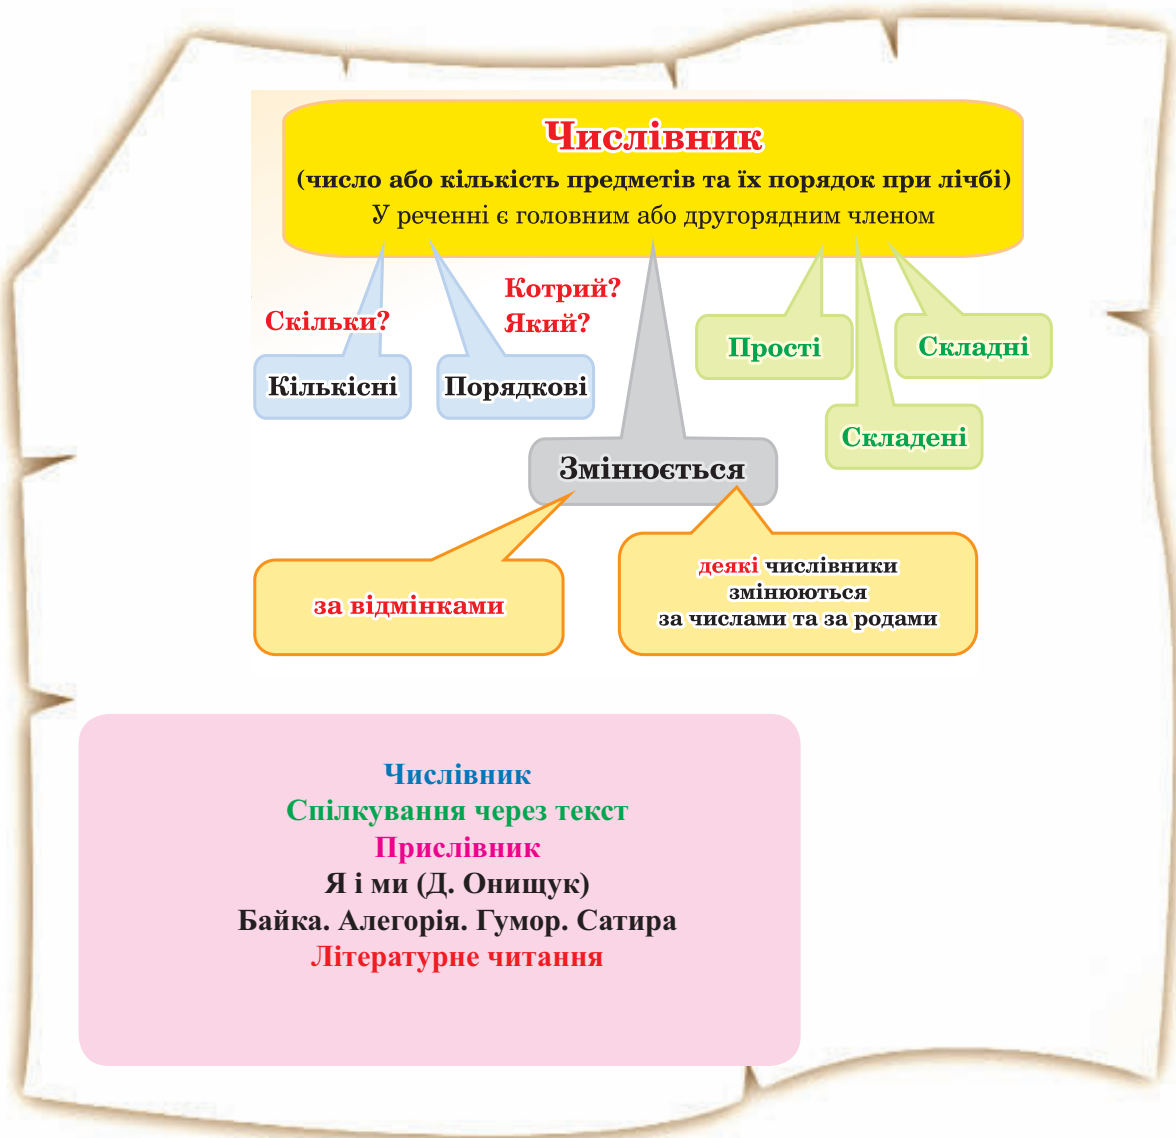 Числівник
(число або кількість предметів та їх порядок при лічбі)
У реченні є головним або другорядним членом
Скільки?
Котрий?
Який?
Кількісні
Порядкові
Прості
Складні
Складені
Змінюється
за відмінками
деякі числівники
змінюються
за числами та за родами
Числівник
Спілкування через текст
Прислівник
Я і ми (Д. Онищук)
Байка. Алегорія. Гумор. Сатира
Літературне читання